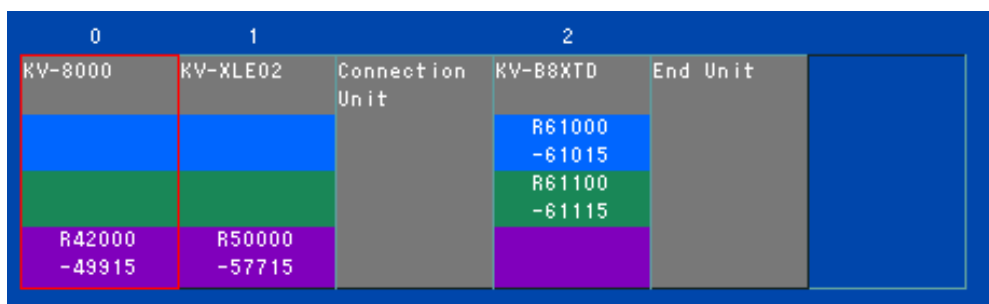 0 1 2
KV-8000 KV-XLE02 Connection KV-B8XTD End Unit
Unit
R61000
-61015
R61100
-61115
R42000 R50000
-49915 -57715